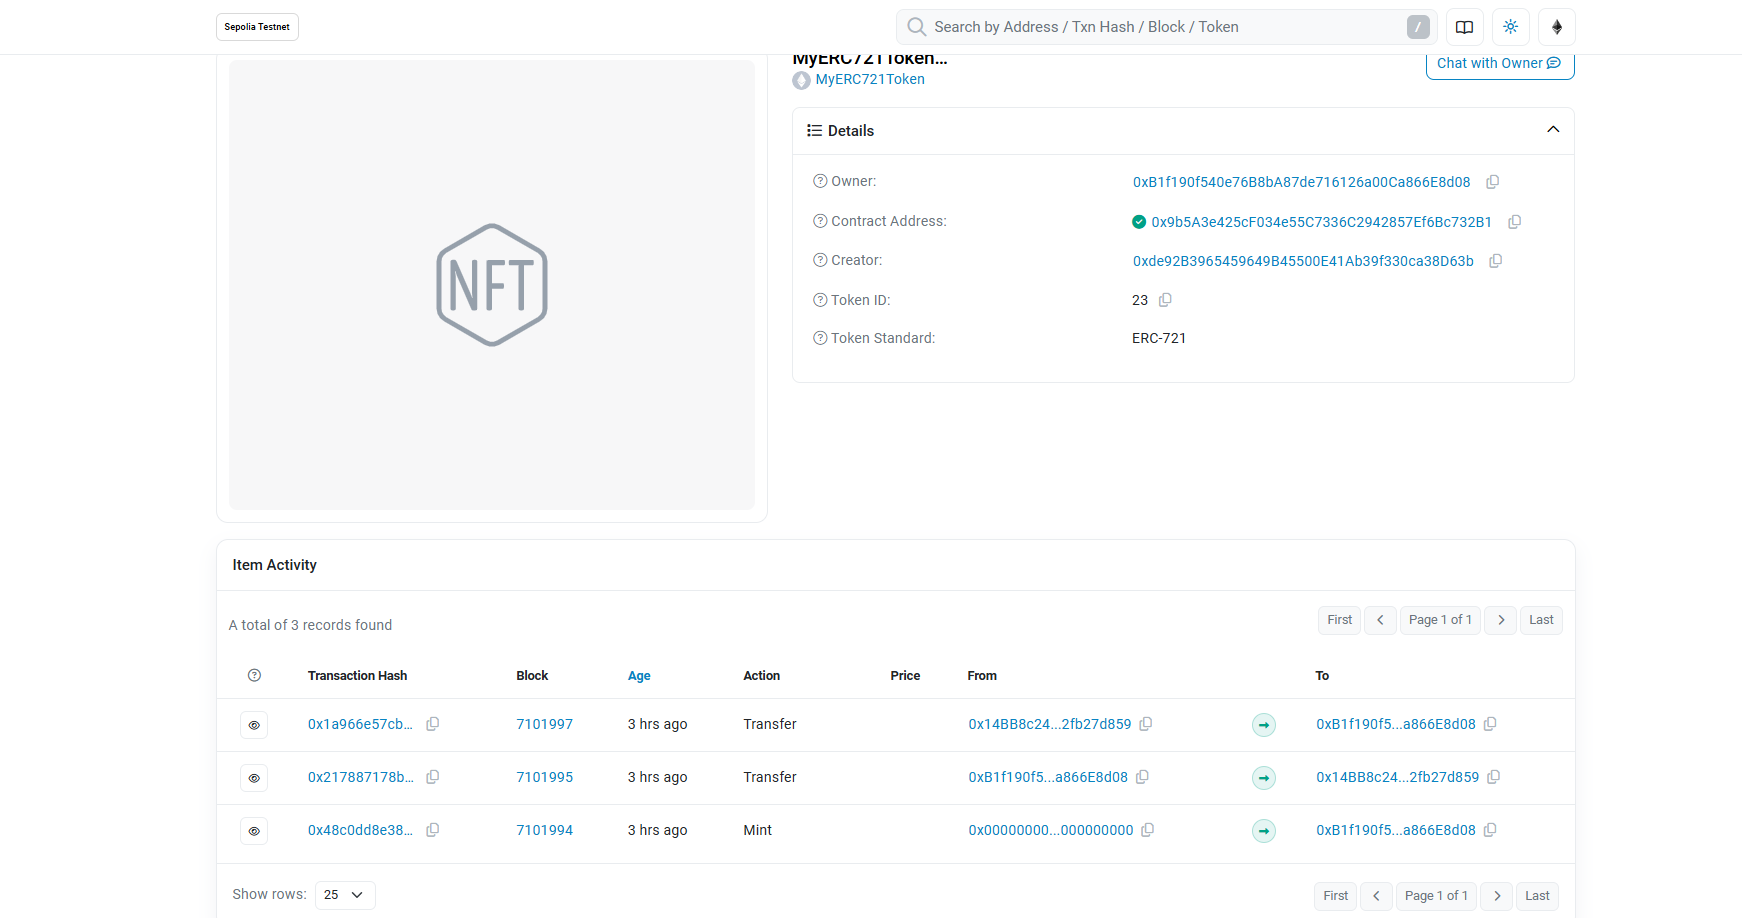 Sepolia Testnet
Search by Address / Txn Hash / Block / Token
/
MyERC721Token...
MyERC721Token
Chat with Owner
NFT
Details
Owner:
0xB1f190f540e76B8bA87de716126a00Ca866E8d08
Contract Address:
0x9b5A3e425cF034e55C7336C2942857Ef6Bc732B1
Creator:
0xde92B3965459649B45500E41Ab39f330ca38D63b
Token ID:
23
Token Standard:
ERC-721
Item Activity
A total of 3 records found
First Page 1 of 1 Last
Transaction Hash Block Age Action Price From To
0x1a966e57cb... 7101997 3 hrs ago Transfer 0x14BB8c24...2fb27d859 0xB1f190f5...a866E8d08
0x217887178b... 7101995 3 hrs ago Transfer 0xB1f190f5...a866E8d08 0x14BB8c24...2fb27d859
0x48c0dd8e38... 7101994 3 hrs ago Mint 0x00000000...000000000 0xB1f190f5...a866E8d08
Show rows: 25
First Page 1 of 1 Last